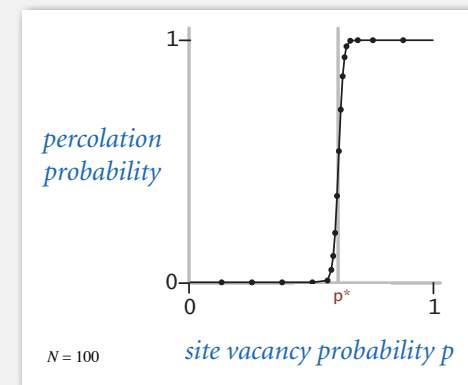 1
percolation
probability
0
p*
0
1
N = 100
site vacancy probability p